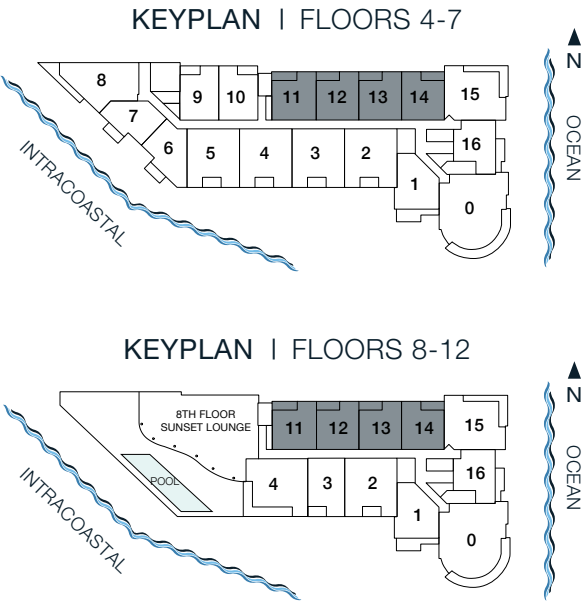 KEYPLAN | FLOORS 4-7
N
8
9
10
11
12
13
14
15
7
16
6
5
4
3
2
1
0
INTRACOASTAL
OCEAN
KEYPLAN | FLOORS 8-12
N
8TH FLOOR
SUNSET LOUNGE
11
12
13
14
15
POOL
4
3
2
16
1
0
INTRACOASTAL
OCEAN